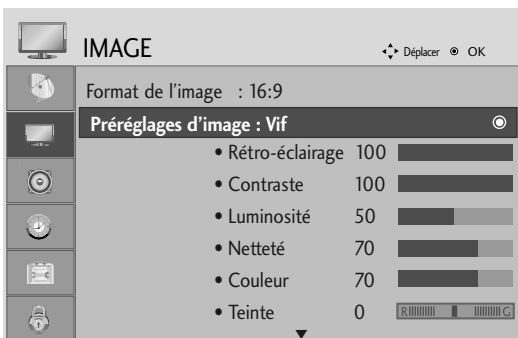 IMAGE
Déplacer OK
Format de l'image : 16:9
Préréglages d'image : Vif
• Rétro-éclairage 100
• Contraste 100
• Luminosité 50
• Netteté 70
• Couleur 70
• Teinte 0 R G